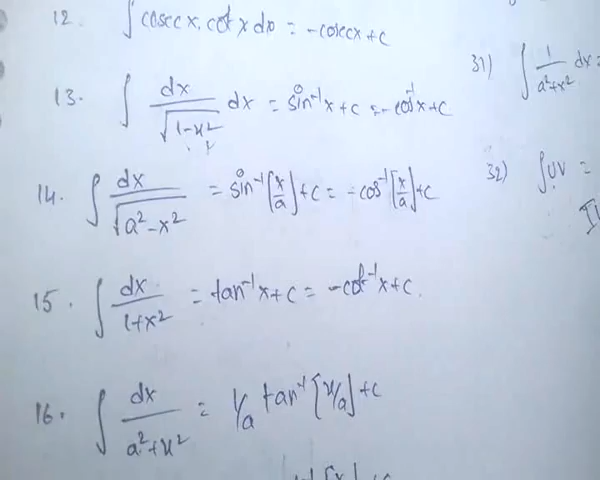 12. ∫ cosec x. cot x dx = -cosec x + c
13. ∫ dx/√(1-x²) dx = sin⁻¹x + c = -cos⁻¹x + c
14. ∫ dx/√(a²-x²) = sin⁻¹[x/a] + c = -cos⁻¹[x/a] + c
15. ∫ dx/(1+x²) = tan⁻¹x + c = -cot⁻¹x + c.
16. ∫ dx/(a²+x²) = 1/a tan⁻¹[x/a] + c
31) ∫ 1/(a²+x²) dx =
32) ∫UV =